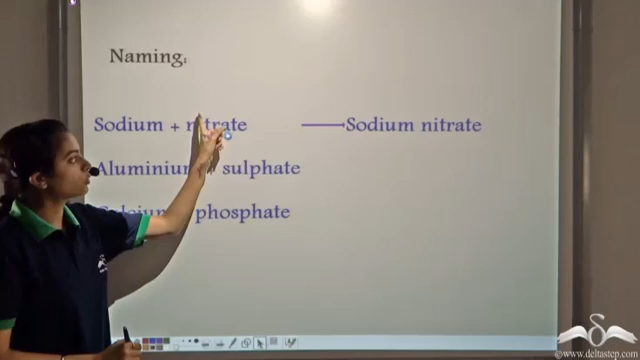 Naming:
Sodium + nitrate Sodium nitrate
Aluminium + sulphate
phosphate
©www.deltastep.com